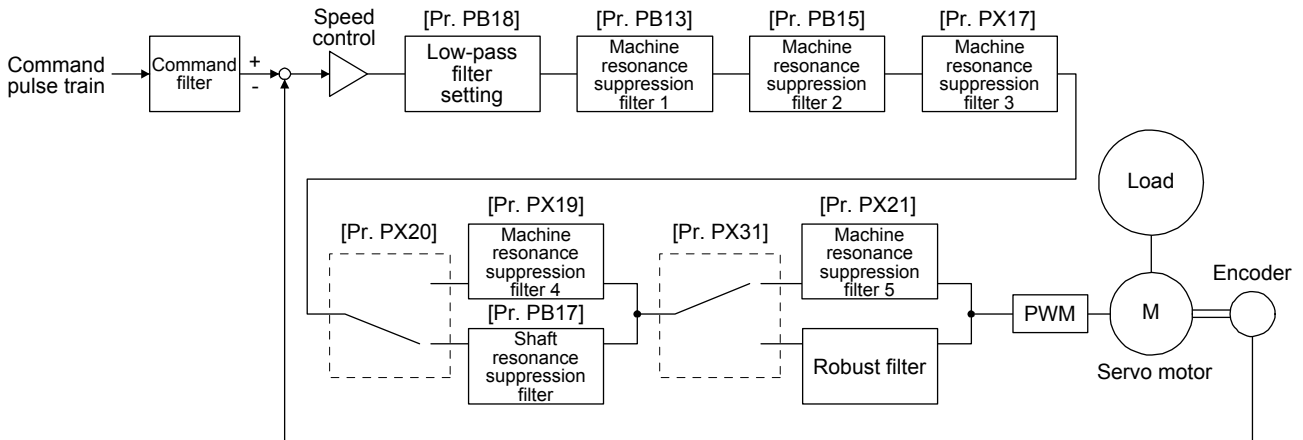 Speed
control
[Pr. PB18]
[Pr. PB13]
[Pr. PB15]
[Pr. PX17]
Command
pulse train
Command
filter
+
-
Low-pass
filter
setting
Machine
resonance
suppression
filter 1
Machine
resonance
suppression
filter 2
Machine
resonance
suppression
filter 3
Load
[Pr. PX19]
[Pr. PX21]
[Pr. PX20]
Machine
resonance
suppression
filter 4
[Pr. PX31]
Machine
resonance
suppression
filter 5
Encoder
[Pr. PB17]
Shaft
resonance
suppression
filter
Robust filter
PWM
M
Servo motor